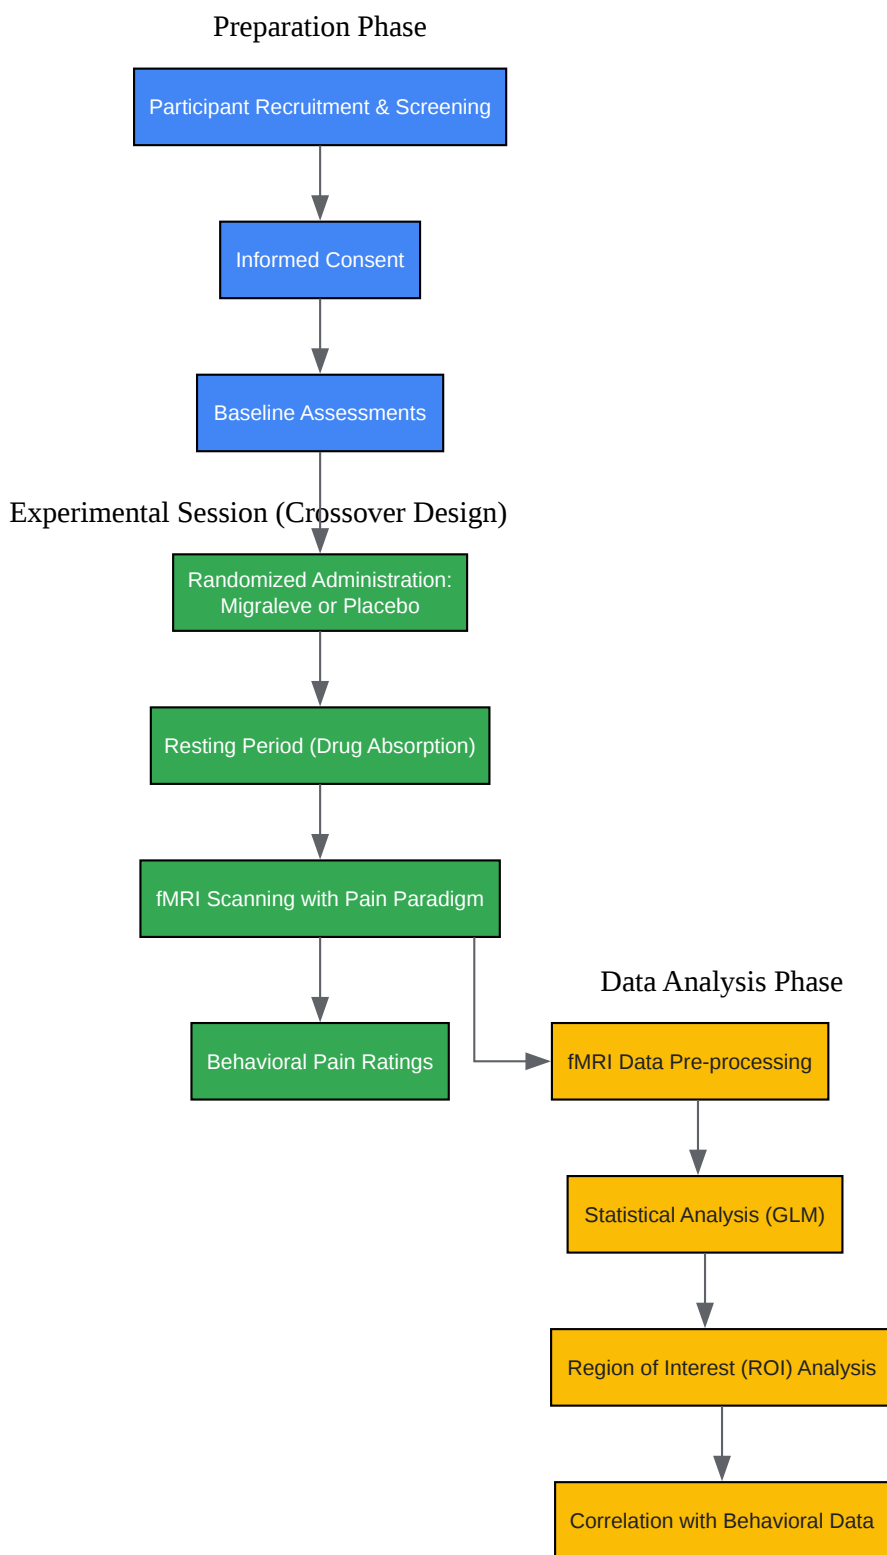 Preparation Phase
Participant Recruitment & Screening
Informed Consent
Baseline Assessments
Experimental Session (Crossover Design)
Randomized Administration:
Migraleve or Placebo
Resting Period (Drug Absorption)
fMRI Scanning with Pain Paradigm
Behavioral Pain Ratings
Data Analysis Phase
fMRI Data Pre-processing
Statistical Analysis (GLM)
Region of Interest (ROI) Analysis
Correlation with Behavioral Data